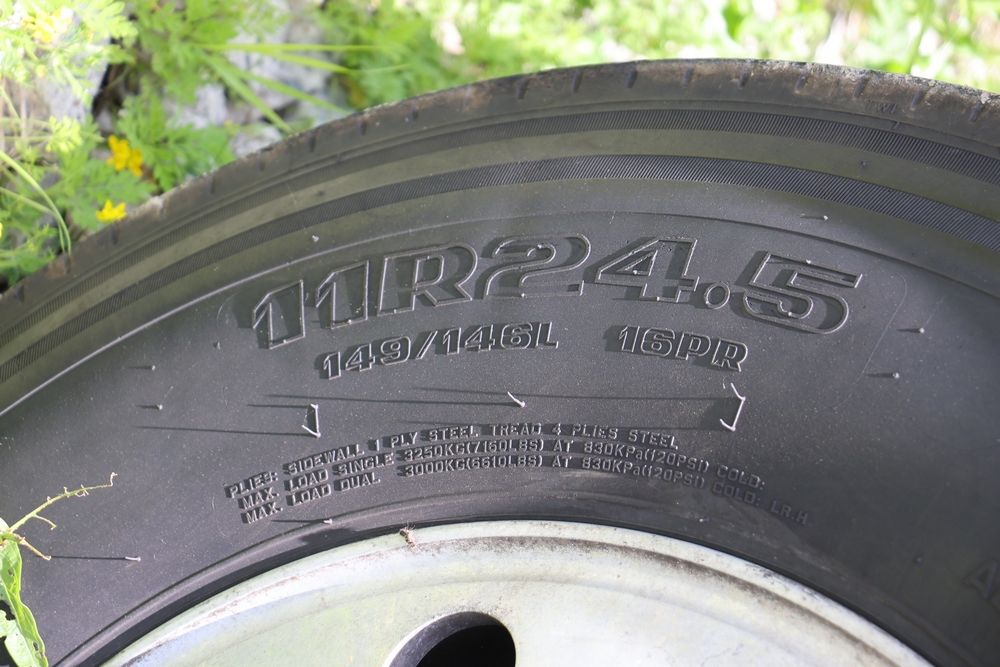 TWI
11R24.5
149/146L 16PR
PLIES: SIDEWALL 1 PLY STEEL TREAD 4 PLIES STEEL
MAX. LOAD SINGLE 3250KG(7160LBS) AT 830KPa(120PSI) COLD:
MAX. LOAD DUAL 3000KG(6610LBS) AT 830KPa(120PSI) COLD: LR.H